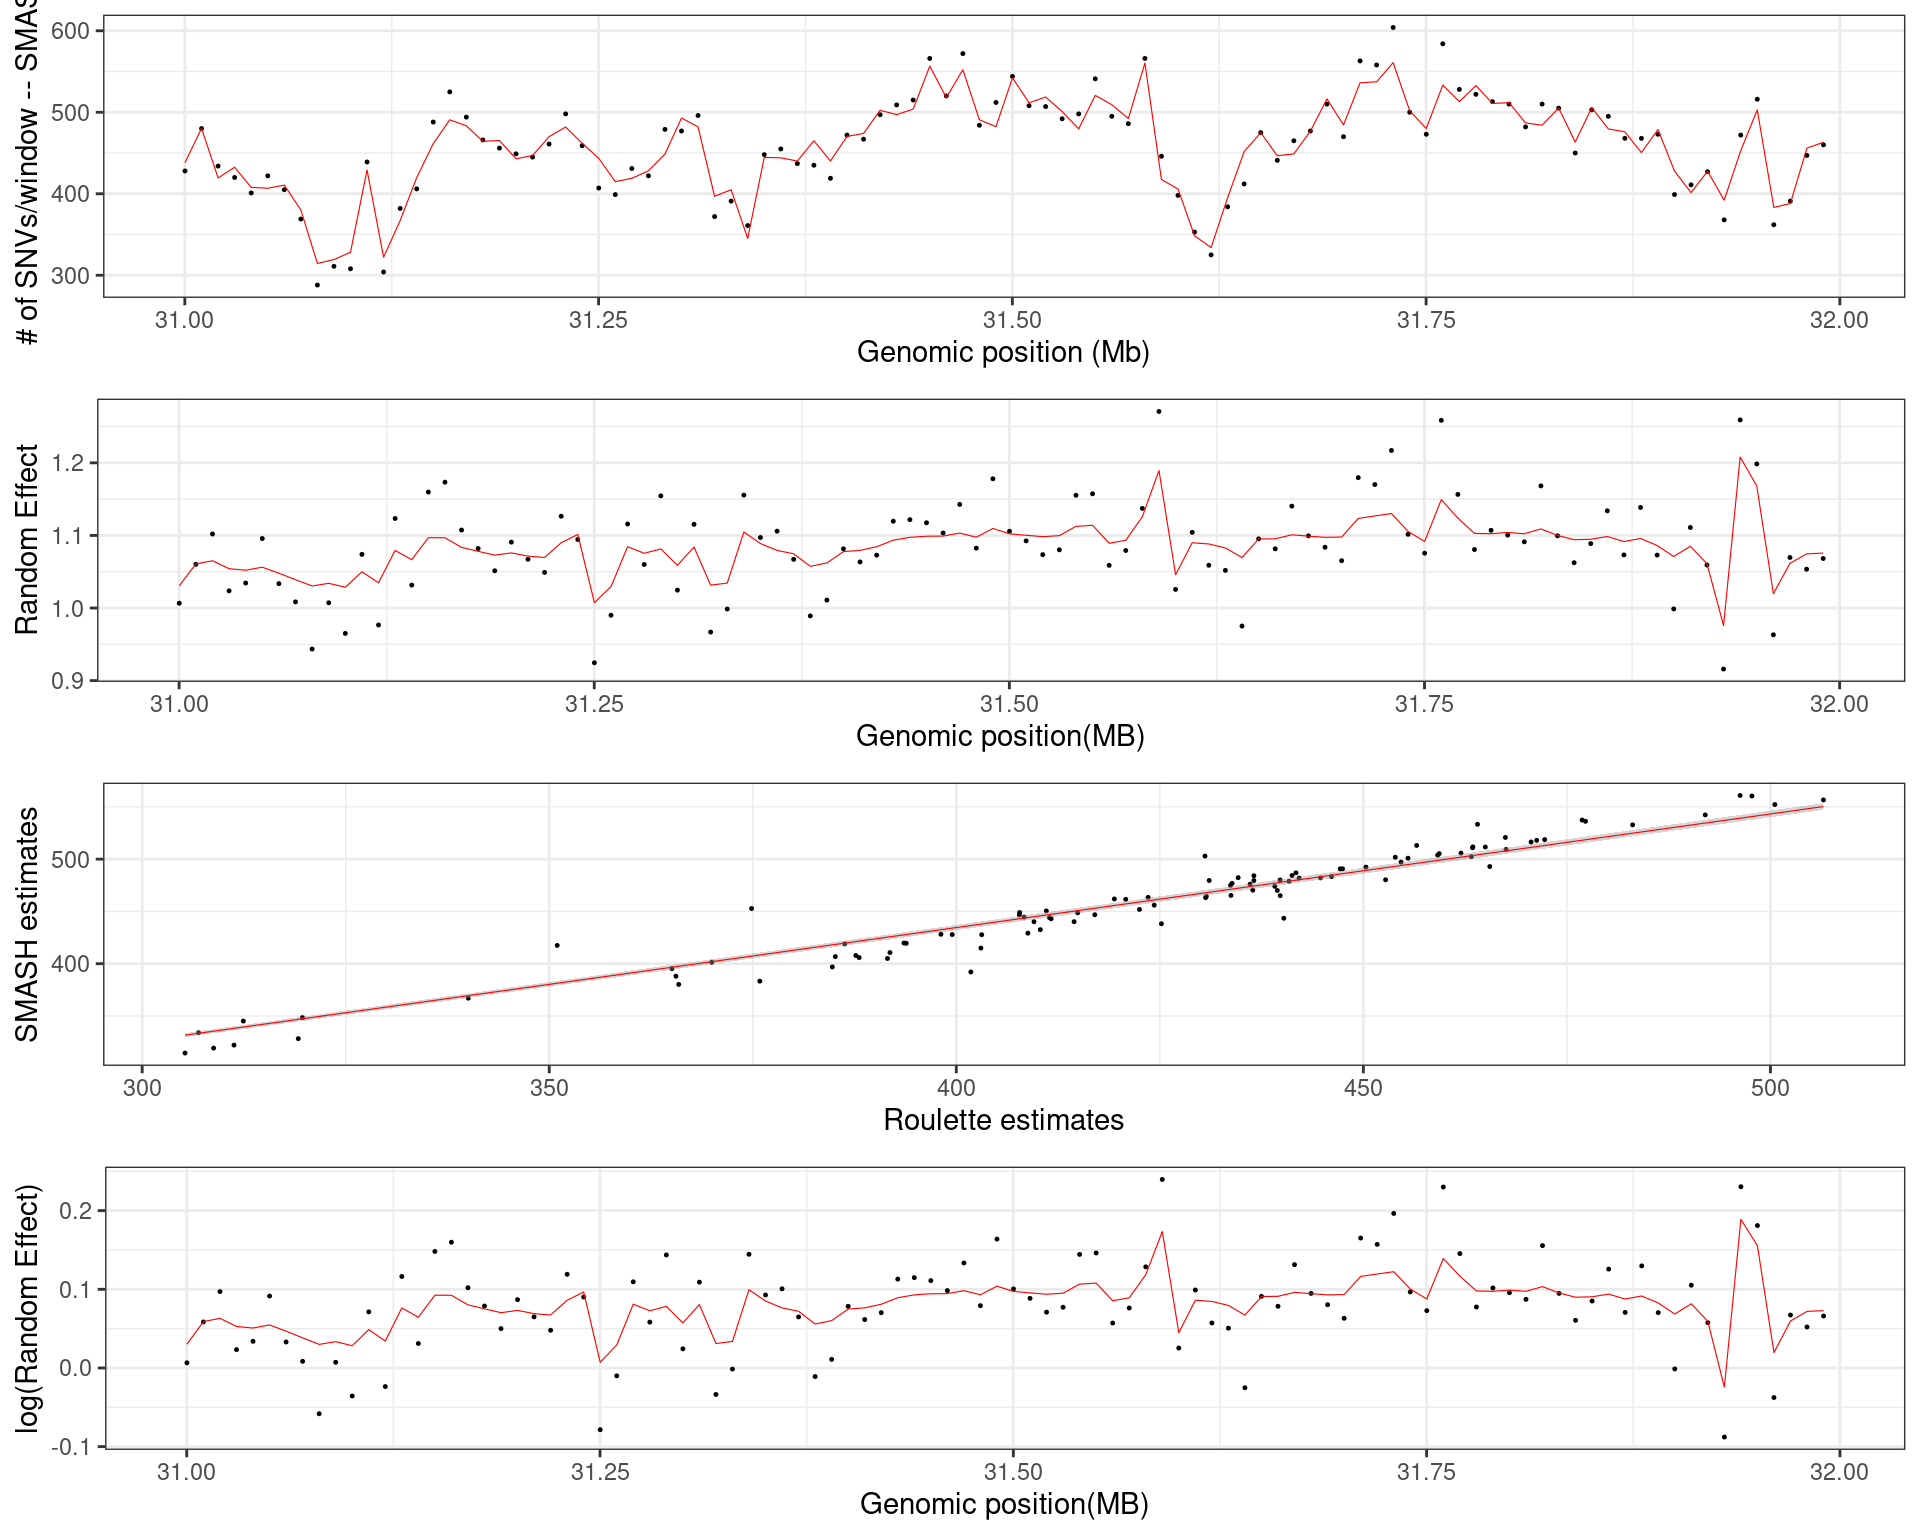 # of SNVs/window -- SMAS
600
500
400
300
31.00 31.25 31.50 31.75 32.00
Genomic position (Mb)
Random Effect
1.2
1.1
1.0
0.9
31.00 31.25 31.50 31.75 32.00
Genomic position(MB)
SMASH estimates
500
400
300 350 400 450 500
Roulette estimates
log(Random Effect)
0.2
0.1
0.0
-0.1
31.00 31.25 31.50 31.75 32.00
Genomic position(MB)